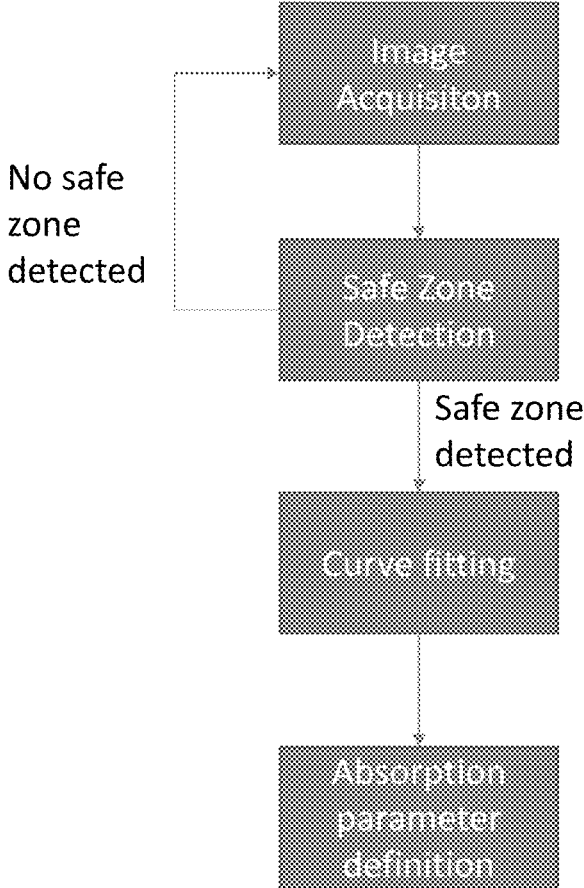 Image
Acquisiton
No safe
zone
detected
Safe Zone
Detection
Safe zone
detected
Curve fitting
Absorption
parameter
definition